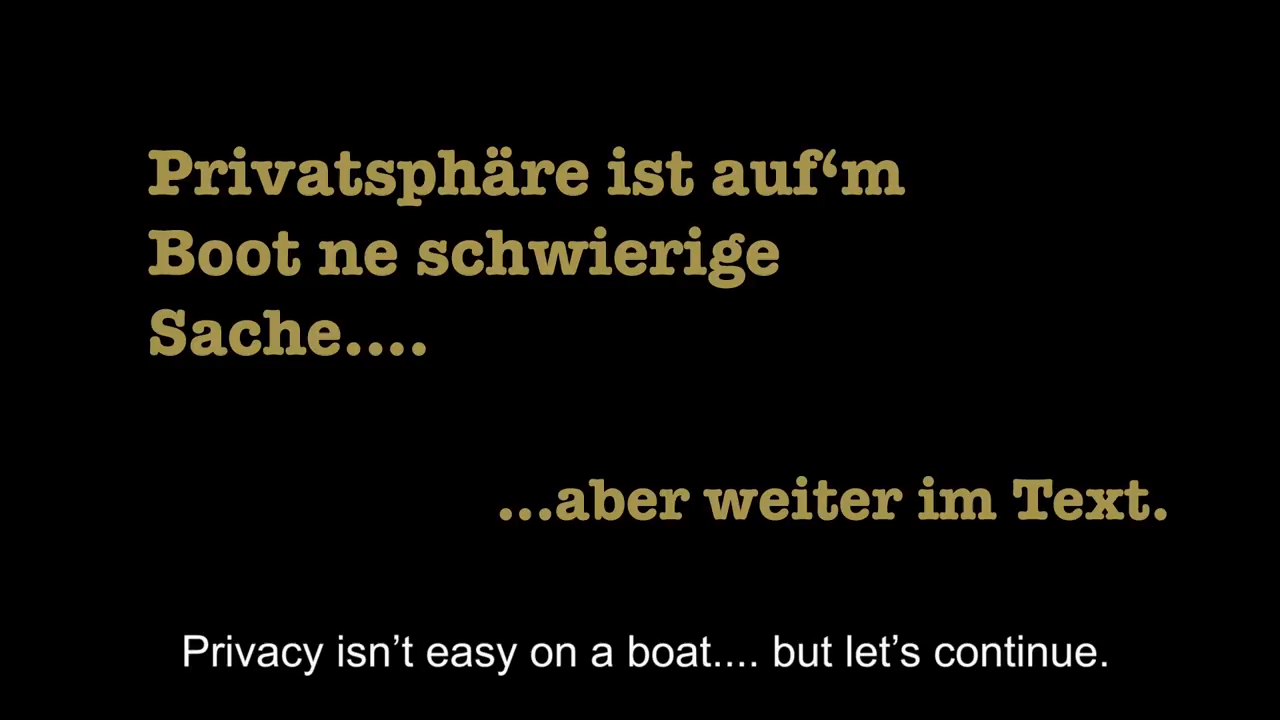 Privatsphäre ist auf‘m
Boot ne schwierige
Sache....
...aber weiter im Text.
Privacy isn’t easy on a boat.... but let’s continue.